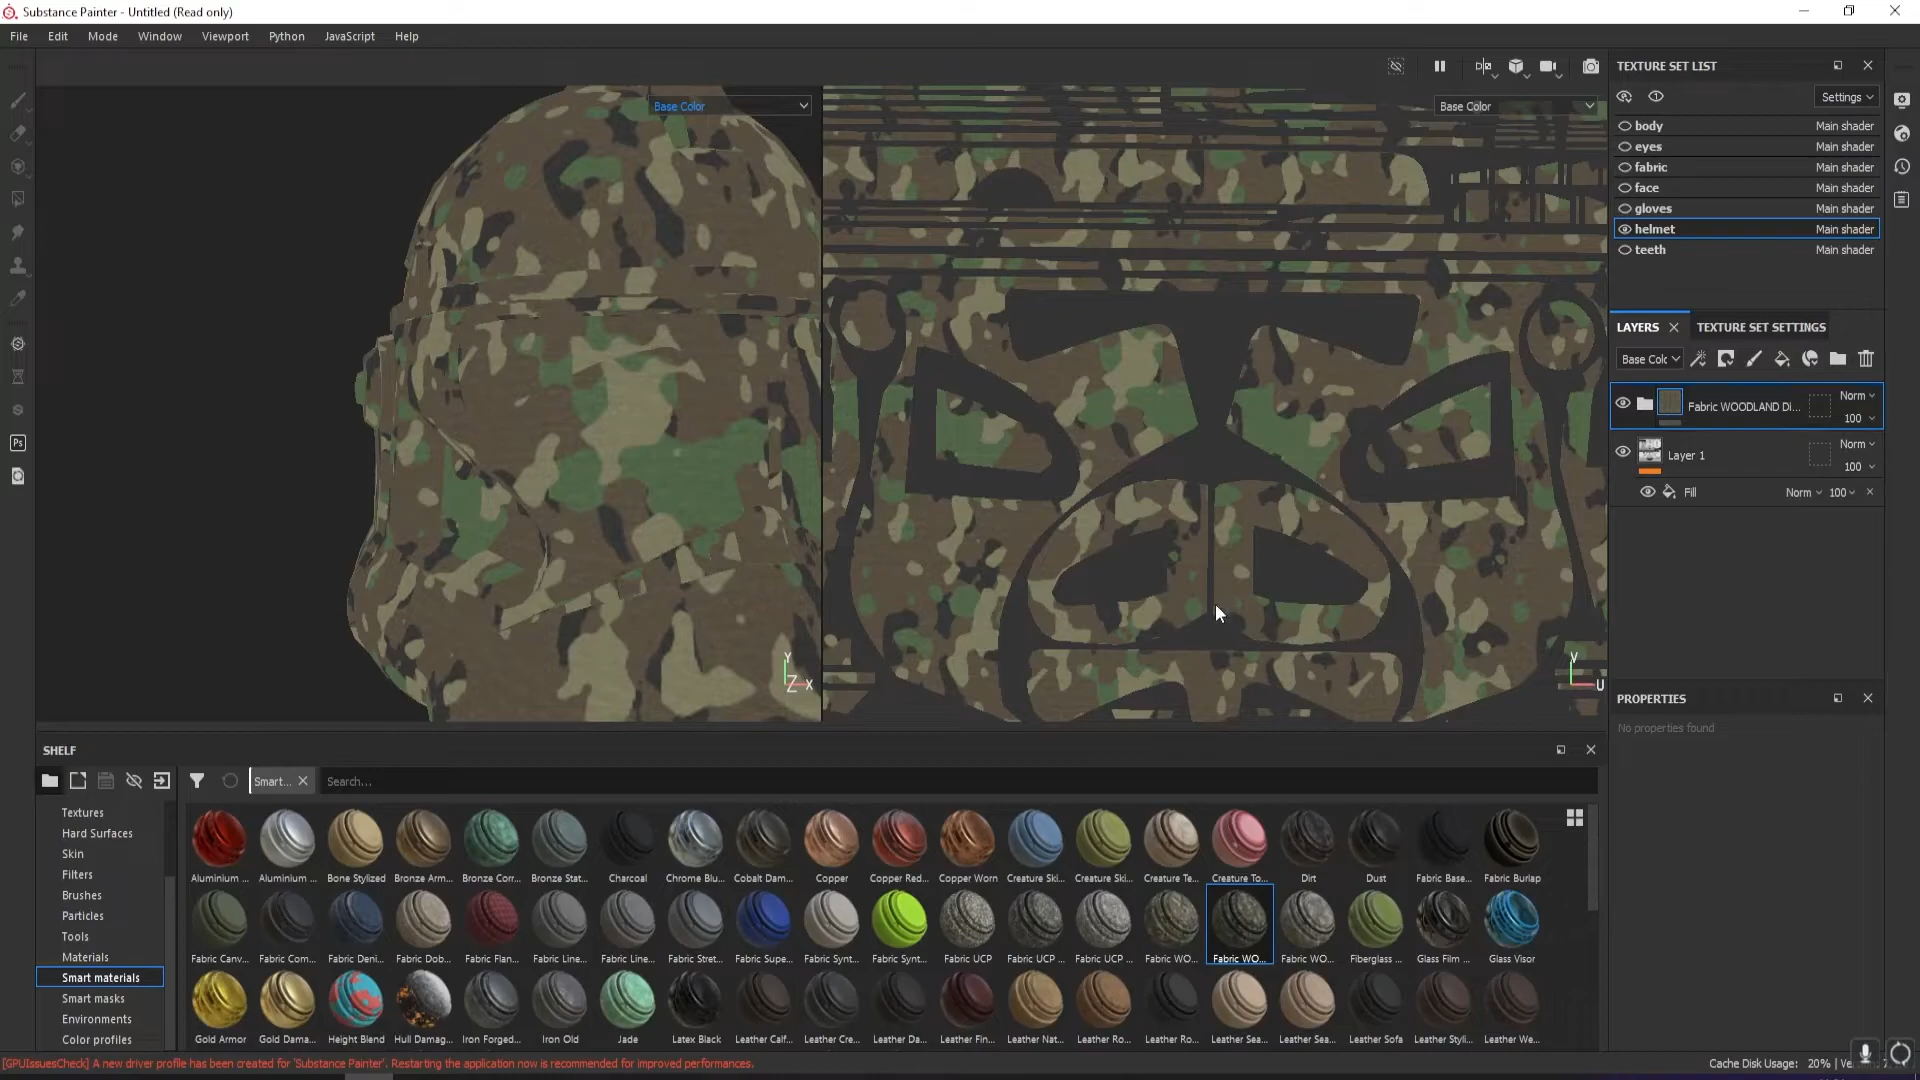 Substance Painter - Untitled (Read only)
File Edit Mode Window Viewport Python JavaScript Help
Base Color
Base Color
Y
Z X
V
U
TEXTURE SET LIST
Settings
body Main shader
eyes Main shader
fabric Main shader
face Main shader
gloves Main shader
helmet Main shader
teeth Main shader
LAYERS TEXTURE SET SETTINGS
Base Colc
Fabric WOODLAND Di... Norm
100
Layer 1 Norm
100
Fill Norm 100
PROPERTIES
No properties found
Ps
SHELF
Smart... Search...
Textures
Hard Surfaces
Skin
Filters
Brushes
Particles
Tools
Materials
Smart materials
Smart masks
Environments
Color profiles
Aluminium ... Aluminium ... Bone Stylized Bronze Arm... Bronze Corr... Bronze Stat... Charcoal Chrome Blu... Cobalt Dam... Copper Copper Red... Copper Worn Creature Ski... Creature Ski... Creature Te... Creature To... Dirt Dust Fabric Base... Fabric Burlap
Fabric Canv... Fabric Com... Fabric Deni... Fabric Dob... Fabric Flan... Fabric Line... Fabric Line... Fabric Stret... Fabric Supe... Fabric Synt... Fabric Synt... Fabric UCP Fabric UCP ... Fabric UCP ... Fabric WO... Fabric WO... Fabric WO... Fiberglass ... Glass Film ... Glass Visor
Gold Armor Gold Dama... Height Blend Hull Damag... Iron Forged... Iron Old Jade Latex Black Leather Calf... Leather Cre... Leather Da... Leather Fin... Leather Nat... Leather Ro... Leather Ro... Leather Sea... Leather Sea... Leather Sofa Leather Styli... Leather We...
[GPUIssuesCheck] A new driver profile has been created for 'Substance Painter'. Restarting the application now is recommended for improved performances.
Cache Disk Usage: 20% |